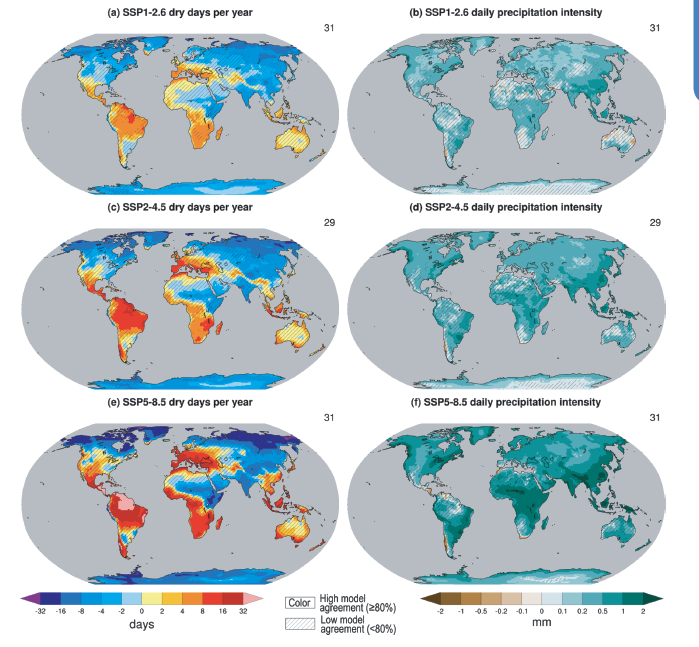 (a) SSP1-2.6 dry days per year
(b) SSP1-2.6 daily precipitation intensity
31
31
(c) SSP2-4.5 dry days per year
(d) SSP2-4.5 daily precipitation intensity
29
29
(e) SSP5-8.5 dry days per year
(f) SSP5-8.5 daily precipitation intensity
31
31
-32 -16 -8 -4 -2 0 2 4 8 16 32
days
Color
High model
agreement (≥80%)
Low model
agreement (<80%)
-2 -1 -0.5 -0.2 -0.1 0 0.1 0.2 0.5 1 2
mm